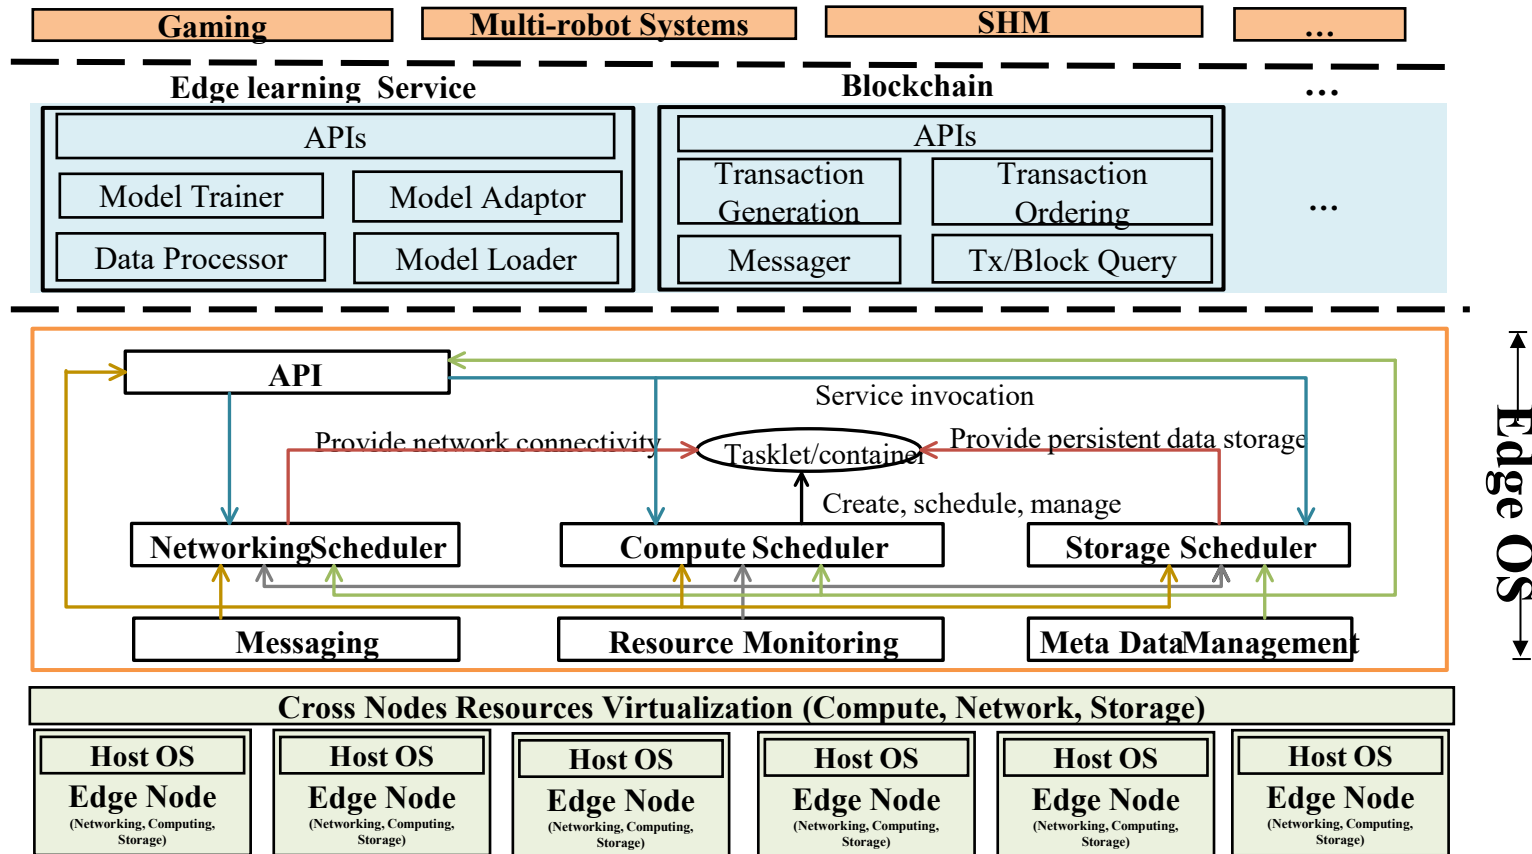 Gaming
Multi-robot Systems
SHM
...
Edge learning Service
Blockchain
...
APIs
Model Trainer
Model Adaptor
Data Processor
Model Loader
APIs
Transaction
Generation
Transaction
Ordering
Messager
Tx/Block Query
...
API
Service invocation
Provide network connectivity
Tasklet/container
Provide persistent data storage
Create, schedule, manage
NetworkingScheduler
Compute Scheduler
Storage Scheduler
Messaging
Resource Monitoring
Meta DataManagement
Edge OS
Cross Nodes Resources Virtualization (Compute, Network, Storage)
Host OS
Edge Node
(Networking, Computing,
Storage)
Host OS
Edge Node
(Networking, Computing,
Storage)
Host OS
Edge Node
(Networking, Computing,
Storage)
Host OS
Edge Node
(Networking, Computing,
Storage)
Host OS
Edge Node
(Networking, Computing,
Storage)
Host OS
Edge Node
(Networking, Computing,
Storage)